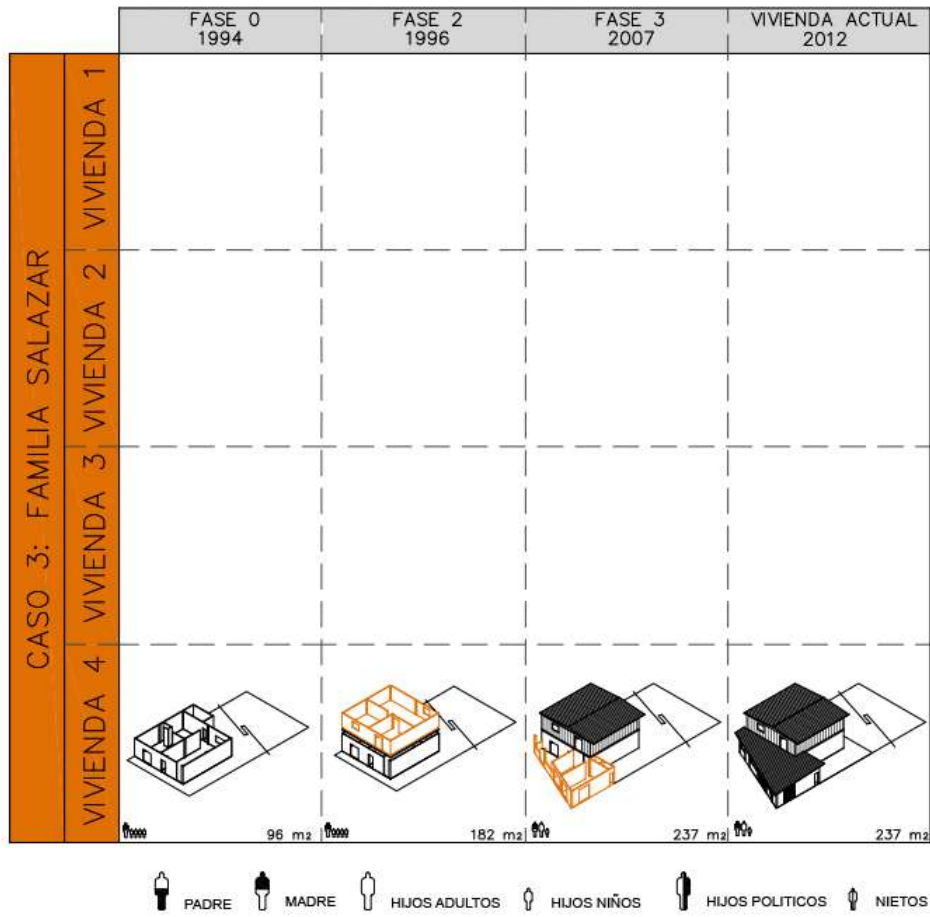 FASE 0
1994
FASE 2
1996
FASE 3
2007
VIVIENDA ACTUAL
2012
CASO 3: FAMILIA SALAZAR
VIVIENDA 1
VIVIENDA 2
VIVIENDA 3
VIVIENDA 4
96 m2
182 m2
237 m2
237 m2
PADRE
MADRE
HIJOS ADULTOS
HIJOS NIÑOS
HIJOS POLITICOS
NIETOS